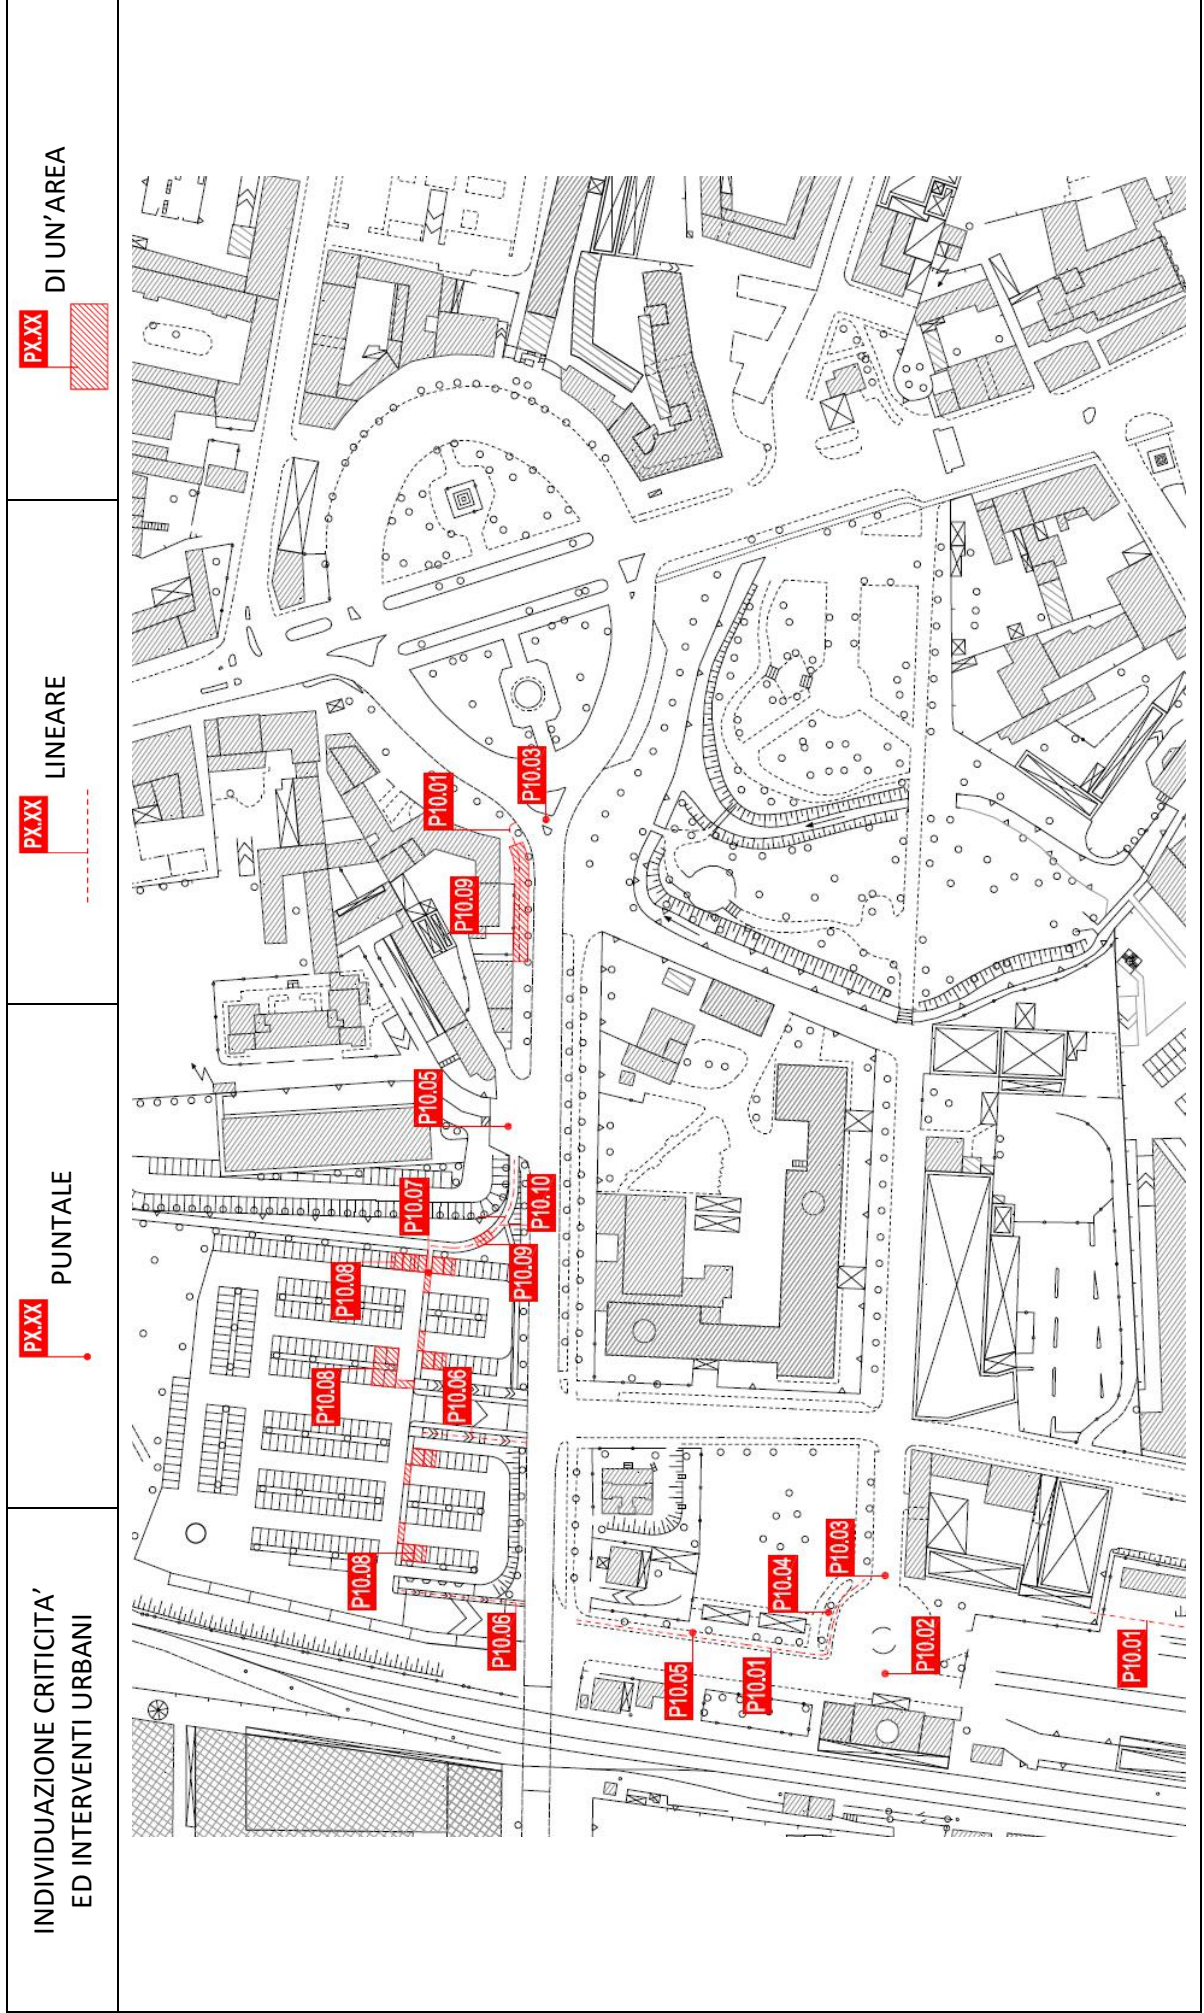 INDIVIDUAZIONE CRITICITA’
ED INTERVENTI URBANI
PX.XX
PUNTALE
PX.XX
LINEARE
PX.XX
DI UN’AREA
P10.08
P10.06
P10.08
P10.06
P10.08
P10.07
P10.09
P10.10
P10.05
P10.09
P10.01
P10.03
P10.05
P10.01
P10.04
P10.03
P10.02
P10.01